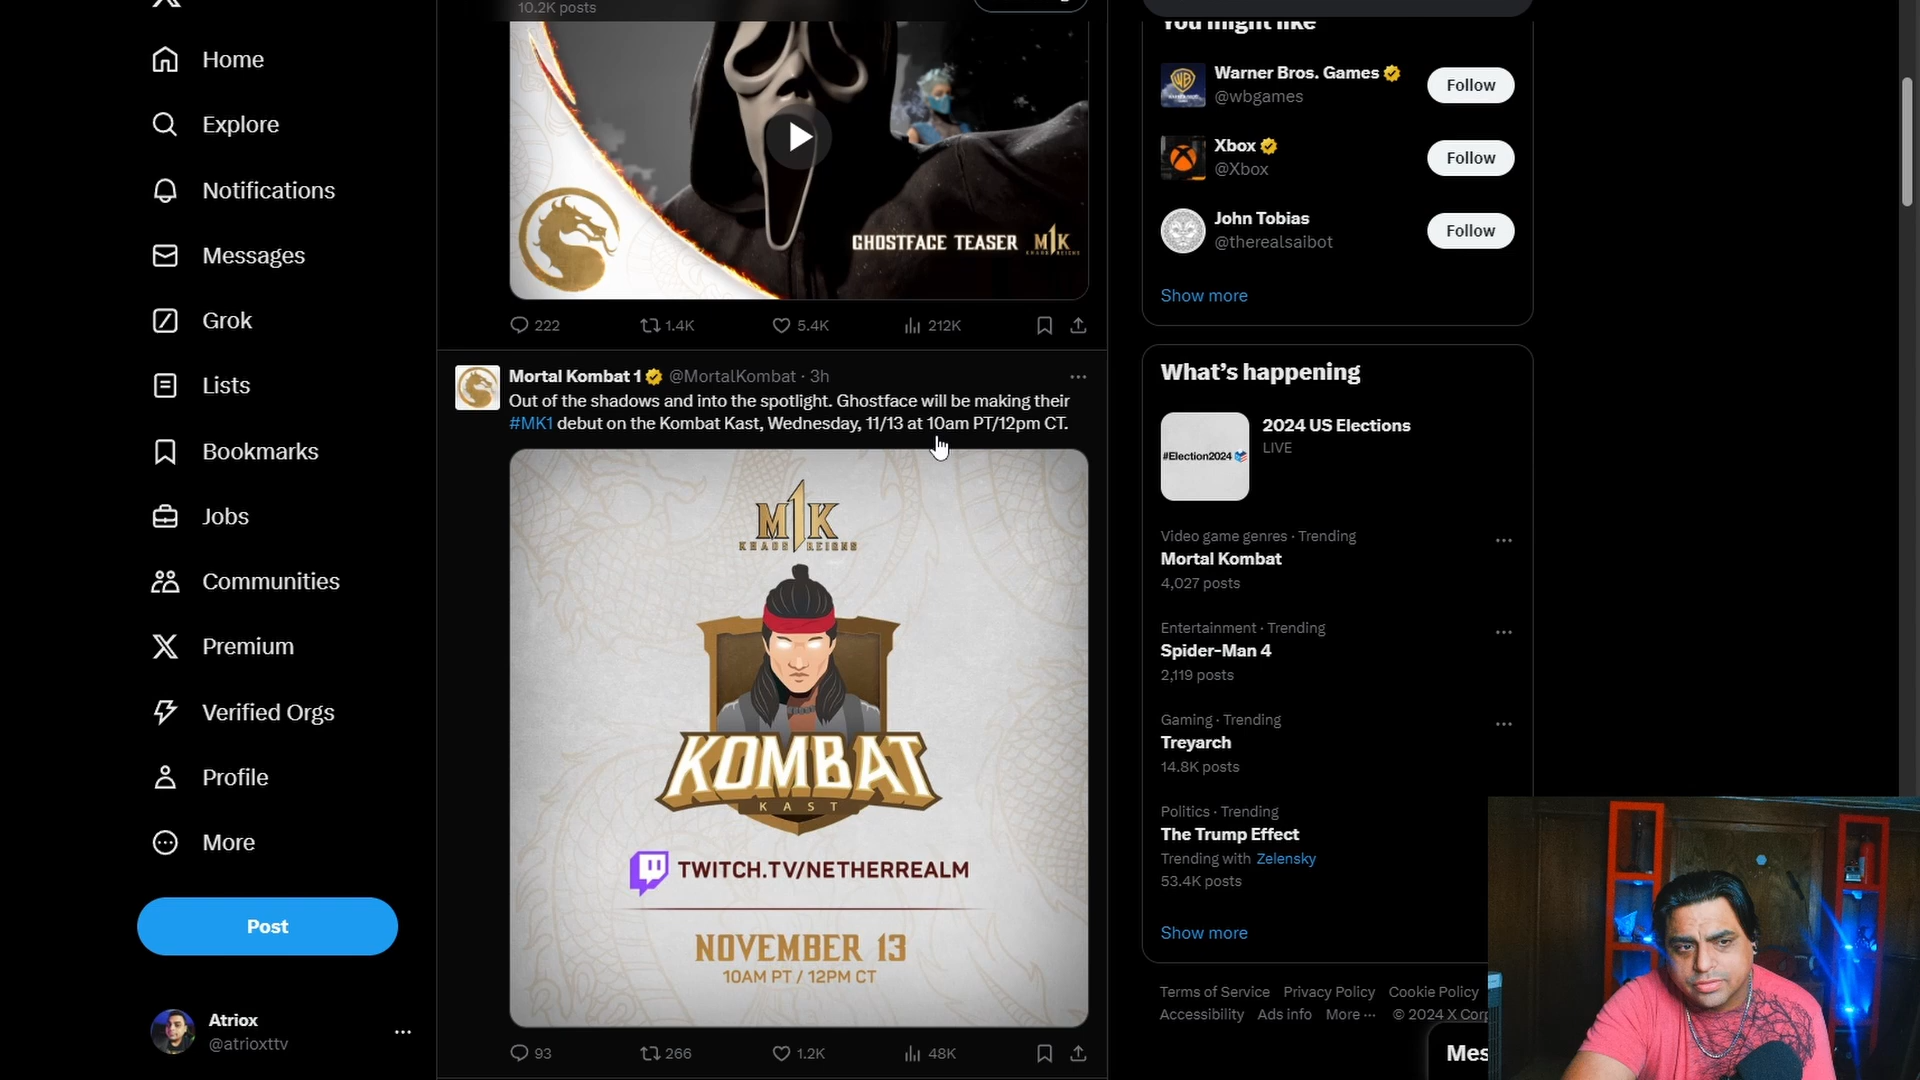 Home
Explore
Notifications
Messages
Grok
Lists
Bookmarks
Jobs
Communities
Premium
Verified Orgs
Profile
More
Post
Atriox
@atrioxttv
10.2K posts
GHOSTFACE TEASER M1K
KHAOS REIGNS
222
1.4K
5.4K
212K
Mortal Kombat 1 @MortalKombat · 3h
Out of the shadows and into the spotlight. Ghostface will be making their
#MK1 debut on the Kombat Kast, Wednesday, 11/13 at 10am PT/12pm CT.
M1K
KHAOS REIGNS
KOMBAT
KAST
TWITCH.TV/NETHERREALM
NOVEMBER 13
10AM PT / 12PM CT
93
266
1.2K
48K
You might like
Warner Bros. Games
@wbgames
Follow
Xbox
@Xbox
Follow
John Tobias
@therealsaibot
Follow
Show more
What's happening
#Election2024
2024 US Elections
LIVE
Video game genres · Trending
Mortal Kombat
4,027 posts
Entertainment · Trending
Spider-Man 4
2,119 posts
Gaming · Trending
Treyarch
14.8K posts
Politics · Trending
The Trump Effect
Trending with Zelensky
53.4K posts
Show more
Terms of Service Privacy Policy Cookie Policy
Accessibility Ads info More ··· © 2024 X Corp
Mes